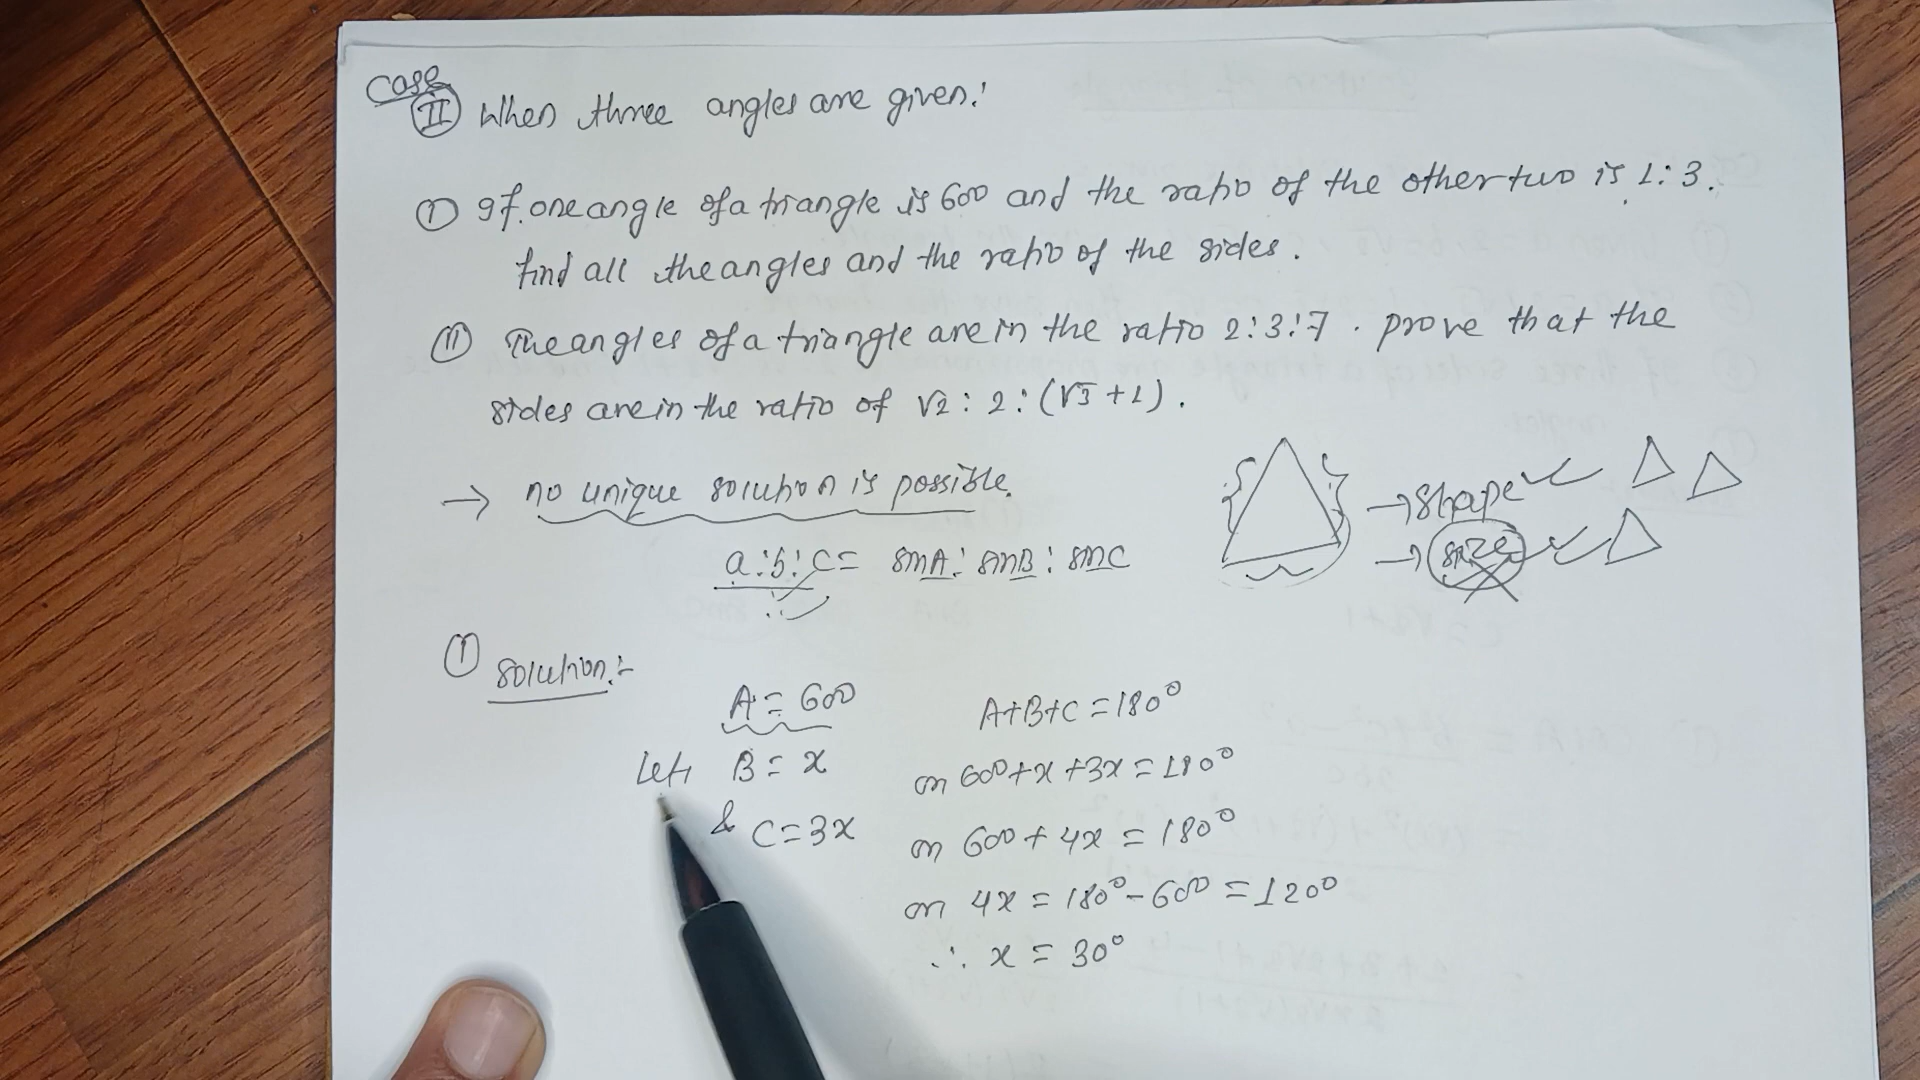 Case
II When three angles are given:
I If one angle of a triangle is 60° and the ratio of the other two is 1:3.
find all the angles and the ratio of the sides.
II The angles of a triangle are in the ratio 2:3:7. prove that the
sides are in the ratio of √2 : 2 : (√3 + 1).
→ no unique solution is possible.
→ shape
→ size
a:b:c = sinA : sinB : sinC
I solution:-
A = 60°
Let B = x
& C = 3x
A+B+C = 180°
or 60° + x + 3x = 180°
or 60° + 4x = 180°
or 4x = 180° - 60° = 120°
∴ x = 30°